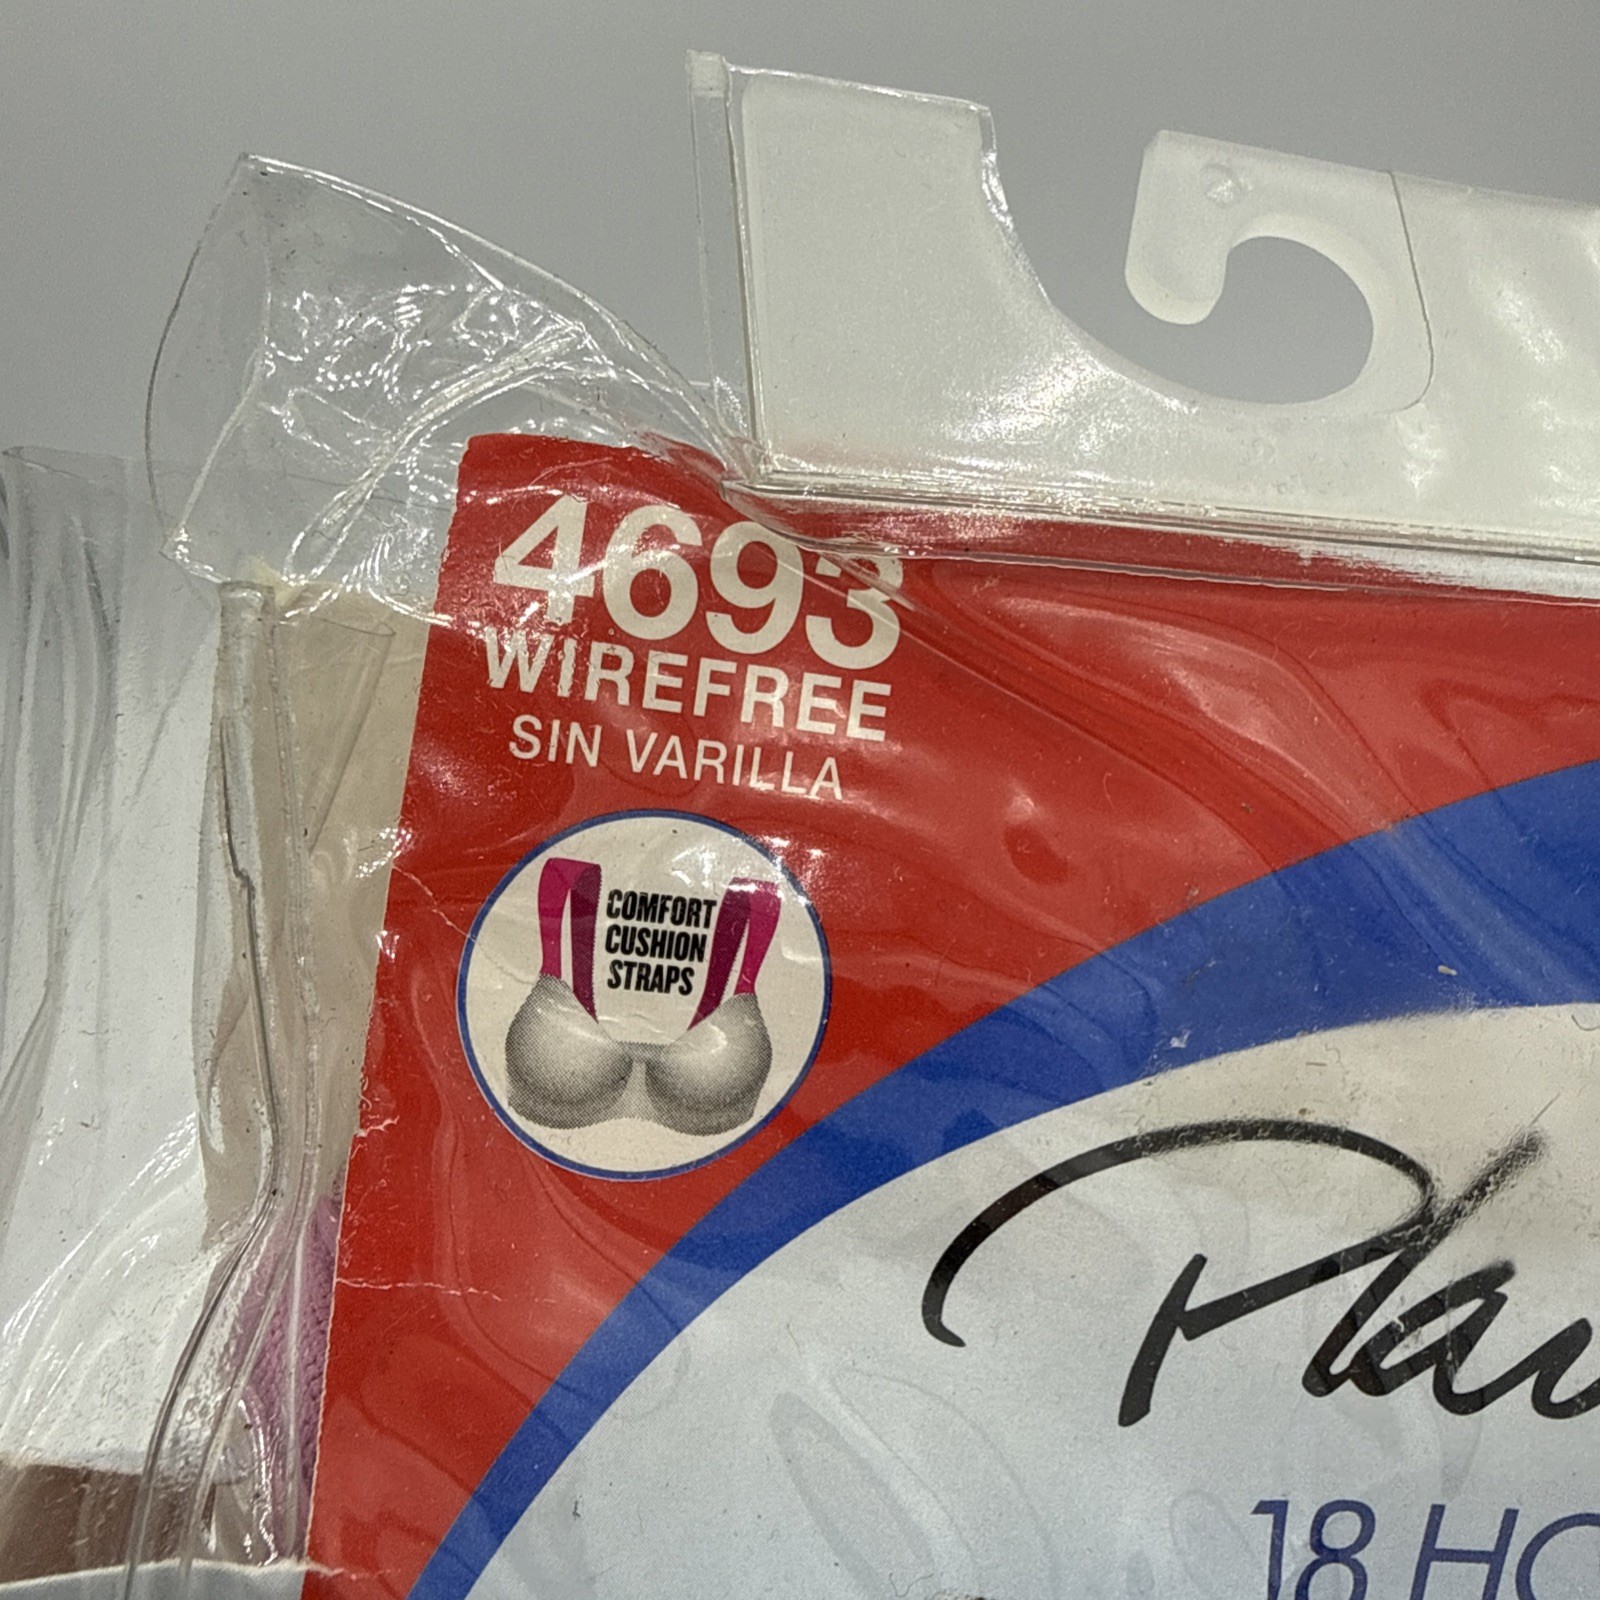 4693
WIREFREE
SIN VARILLA
COMFORT
CUSHION
STRAPS